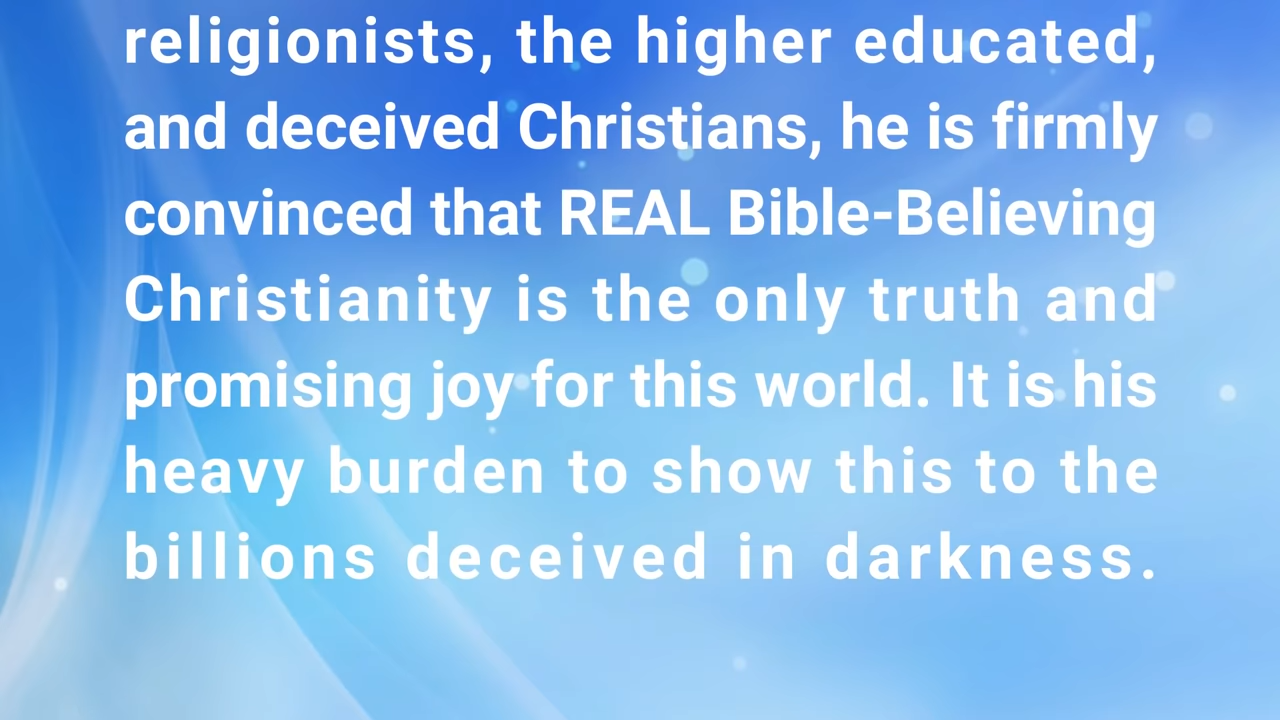 religionists, the higher educated,
and deceived Christians, he is firmly
convinced that REAL Bible-Believing
Christianity is the only truth and
promising joy for this world. It is his
heavy burden to show this to the
billions deceived in darkness.